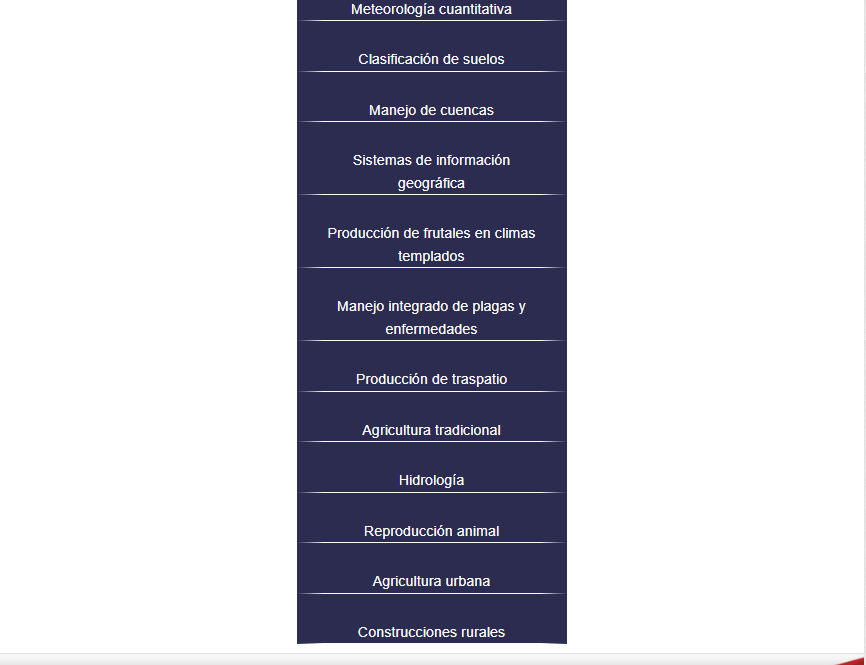 Meteorología cuantitativa
Clasificación de suelos
Manejo de cuencas
Sistemas de información
geográfica
Producción de frutales en climas
templados
Manejo integrado de plagas y
enfermedades
Producción de traspatio
Agricultura tradicional
Hidrología
Reproducción animal
Agricultura urbana
Construcciones rurales